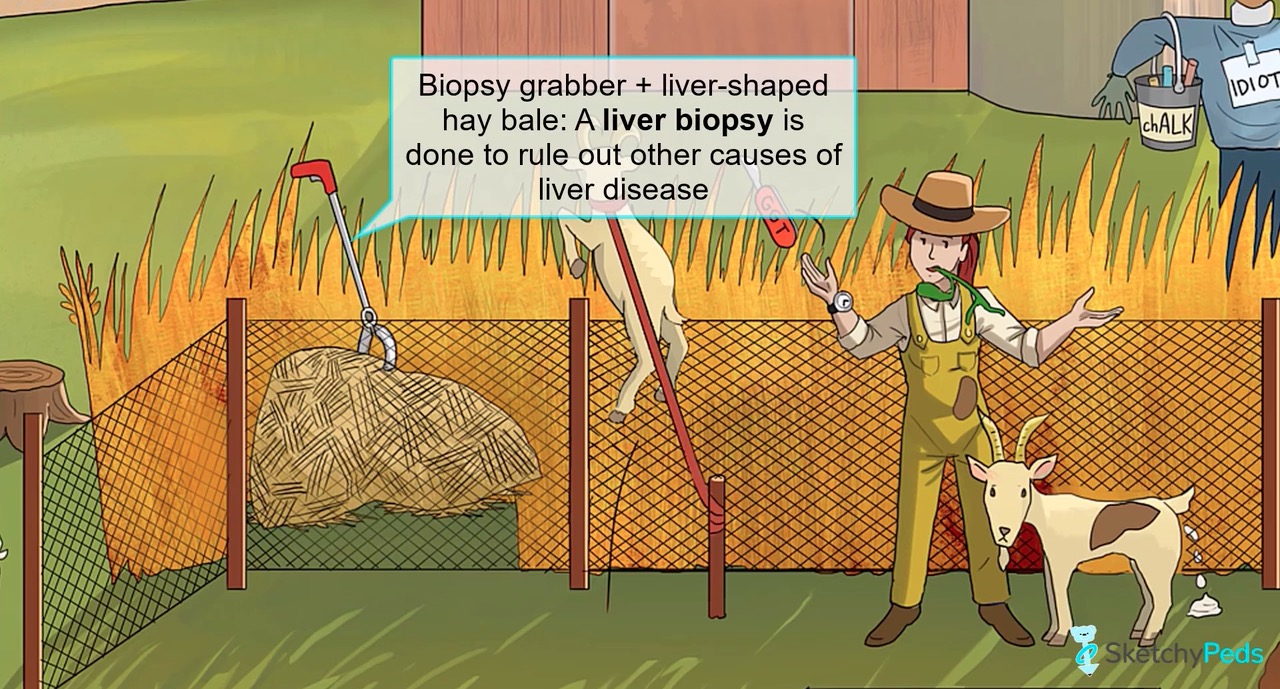 Biopsy grabber + liver-shaped
hay bale: A liver biopsy is
done to rule out other causes of
liver disease
IDIOT
chALK
GGT
SketchyPeds